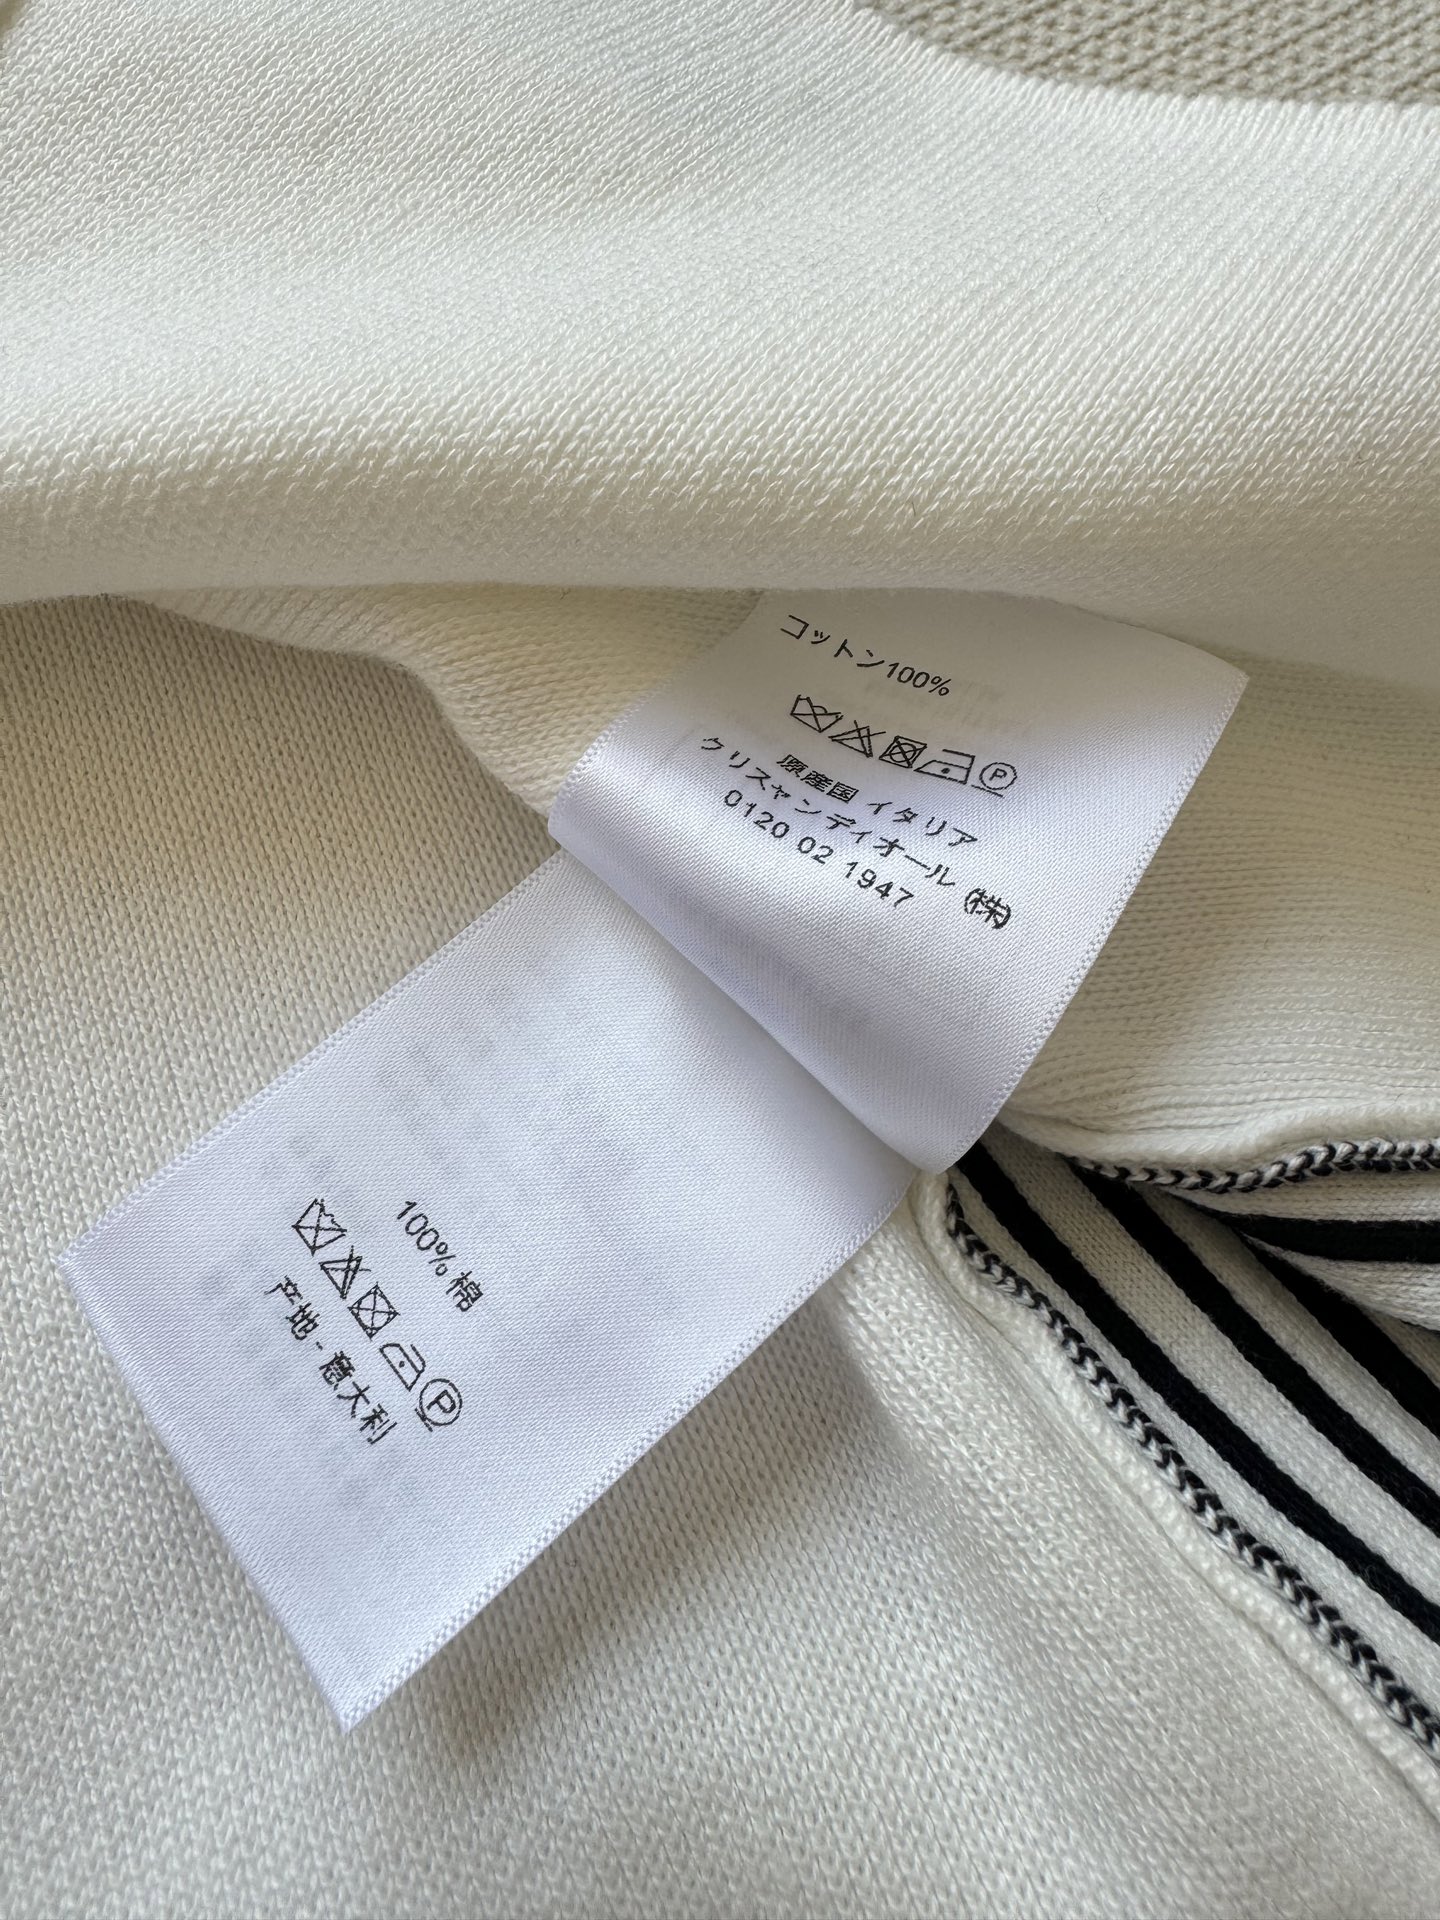 コットン100%
P
原産国 イタリア
クリスャンディオール (株)
0120 02 1947
100% 棉
P
产地 - 意大利